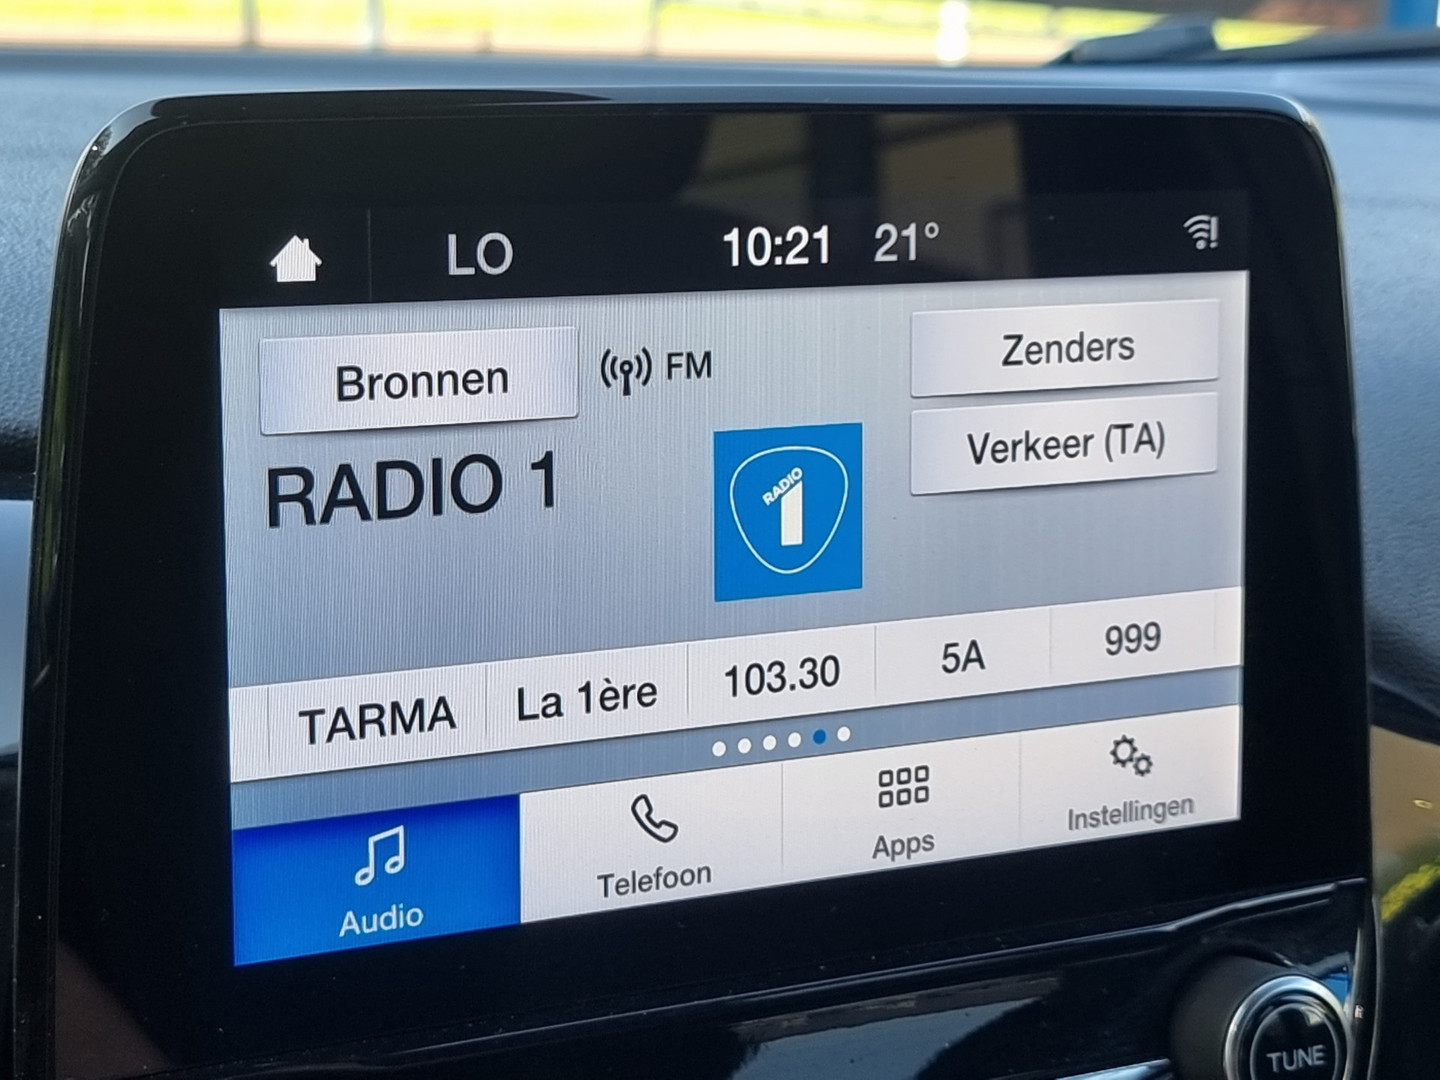 LO 10:21 21°
Bronnen FM Zenders
Verkeer (TA)
RADIO 1
RADIO 1
TARMA La 1ère 103.30 5A 999
Audio Telefoon Apps Instellingen
TUNE